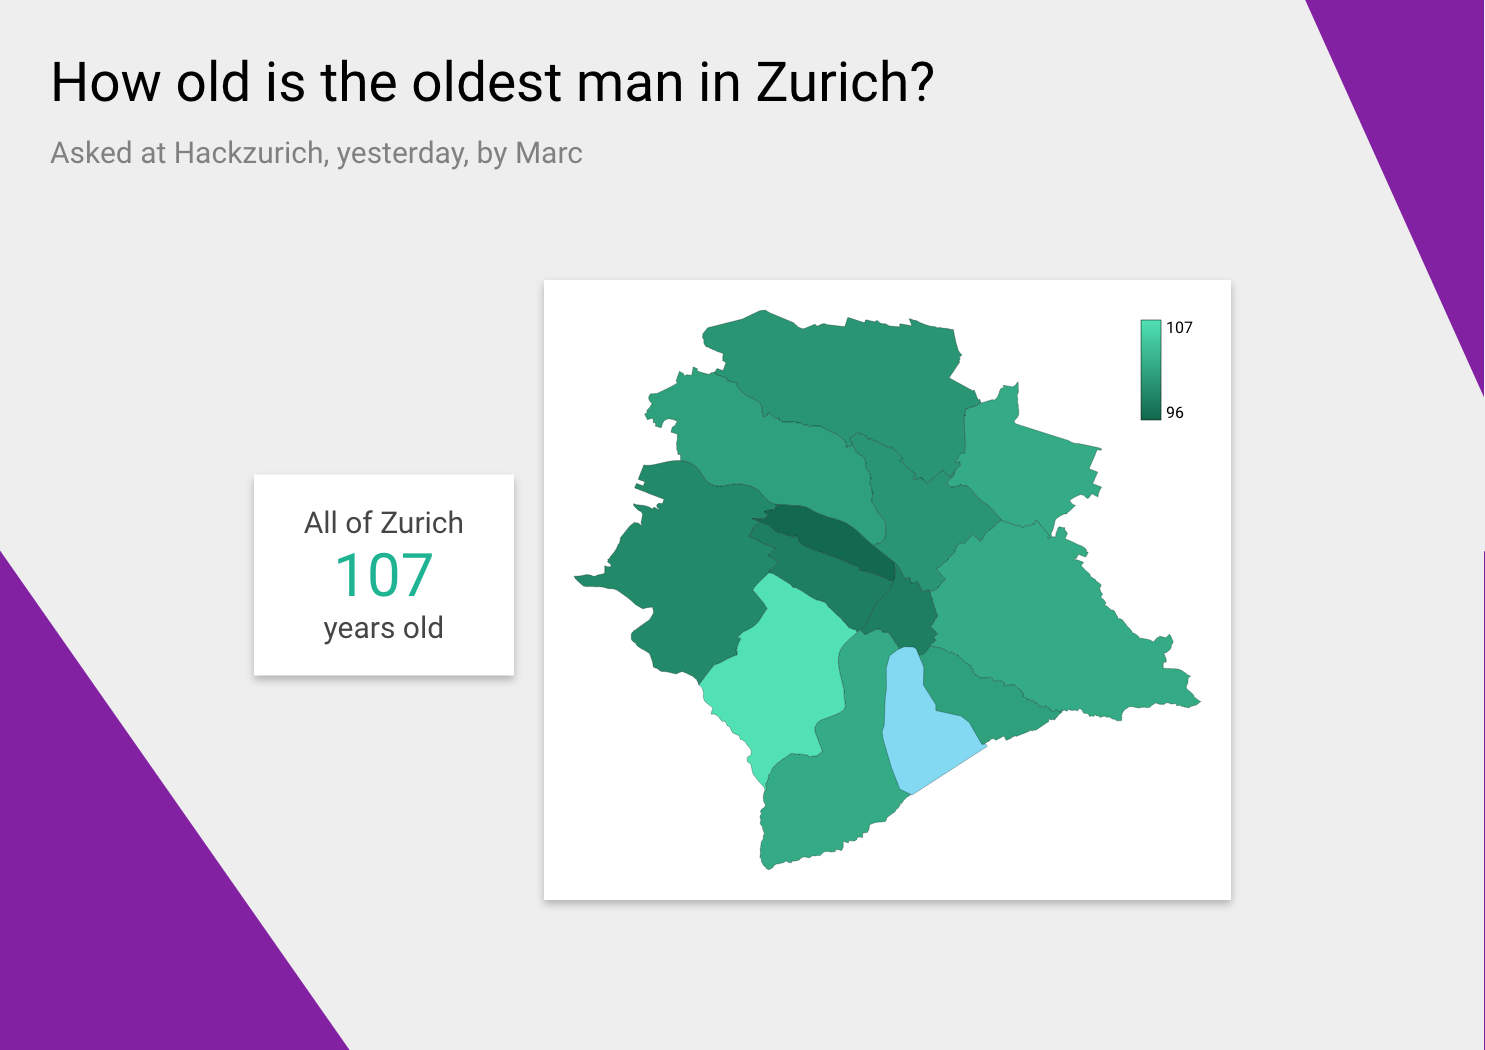 How old is the oldest man in Zurich?
Asked at Hackzurich, yesterday, by Marc
107
96
All of Zurich
107
years old